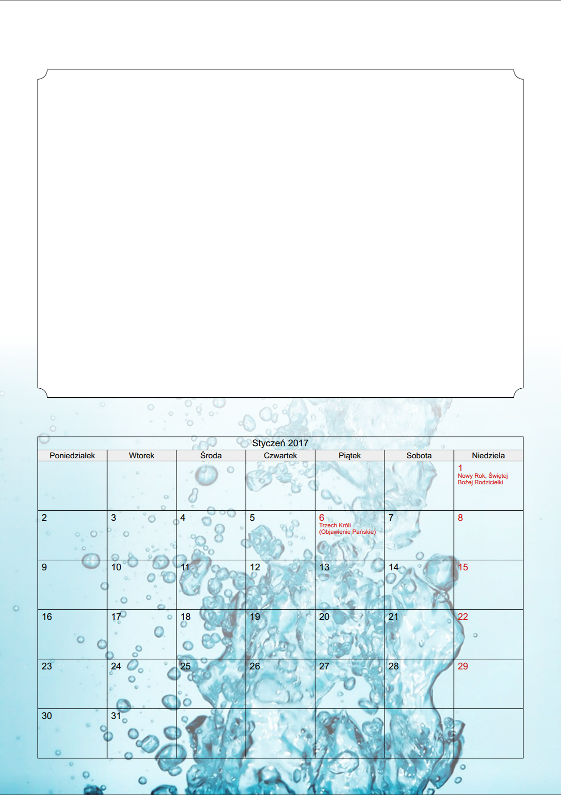 Styczeń 2017
Poniedziałek Wtorek Środa Czwartek Piątek Sobota Niedziela
1
Nowy Rok, Świętej
Bożej Rodzicielki
2 3 4 5 6 7 8
Trzech Króli
(Objawienie Pańskie)
9 10 11 12 13 14 15
16 17 18 19 20 21 22
23 24 25 26 27 28 29
30 31